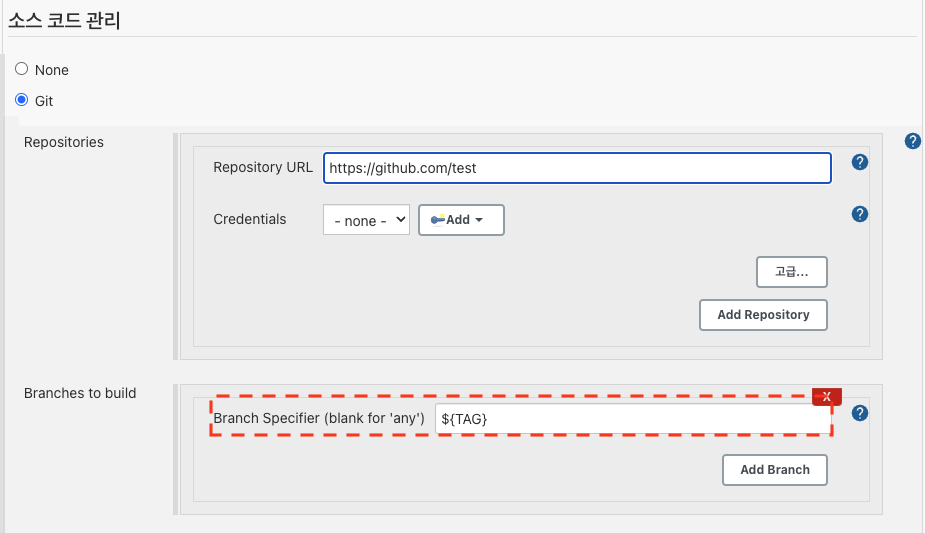 소스 코드 관리
None
Git
Repositories
?
Repository URL https://github.com/test ?
Credentials - none - Add ?
고급...
Add Repository
Branches to build
X
Branch Specifier (blank for 'any') ${TAG} ?
Add Branch